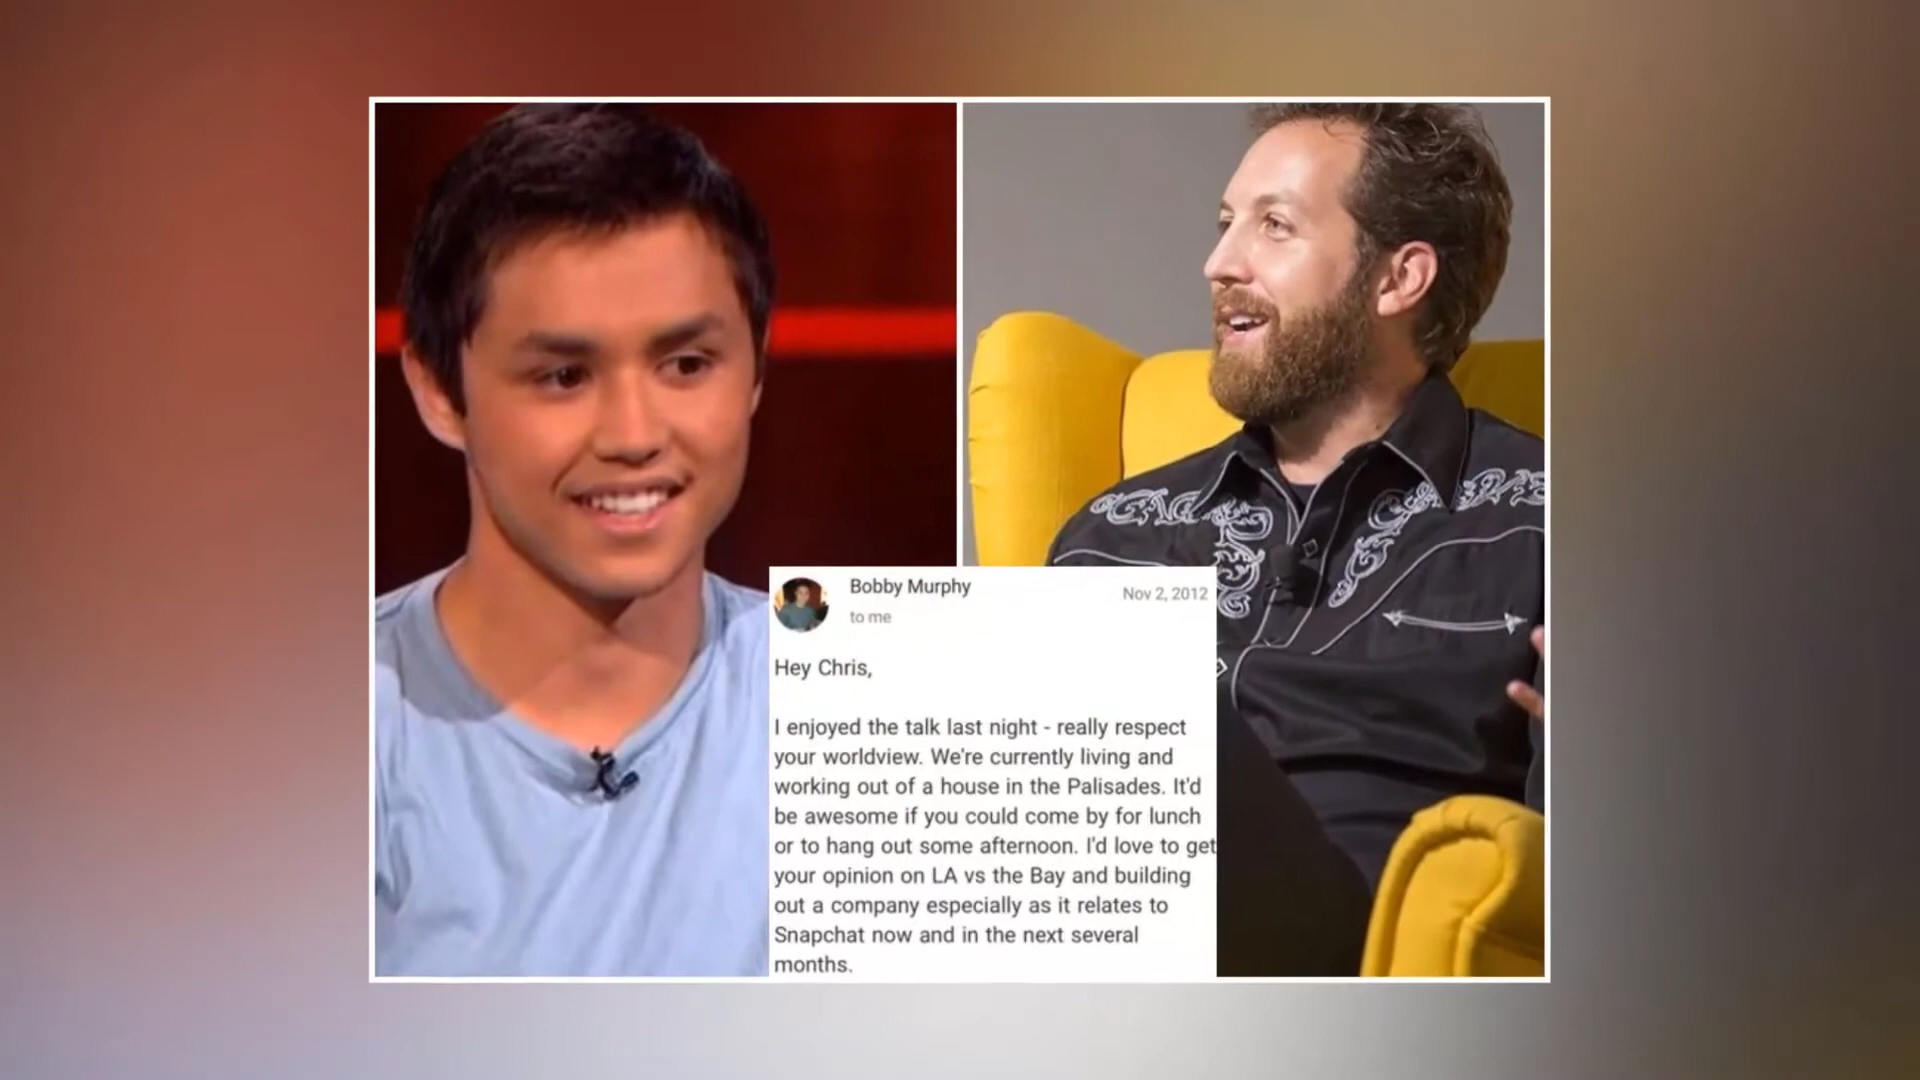 Bobby Murphy
Nov 2, 2012
to me
Hey Chris,
I enjoyed the talk last night - really respect
your worldview. We're currently living and
working out of a house in the Palisades. It'd
be awesome if you could come by for lunch
or to hang out some afternoon. I'd love to get
your opinion on LA vs the Bay and building
out a company especially as it relates to
Snapchat now and in the next several
months.